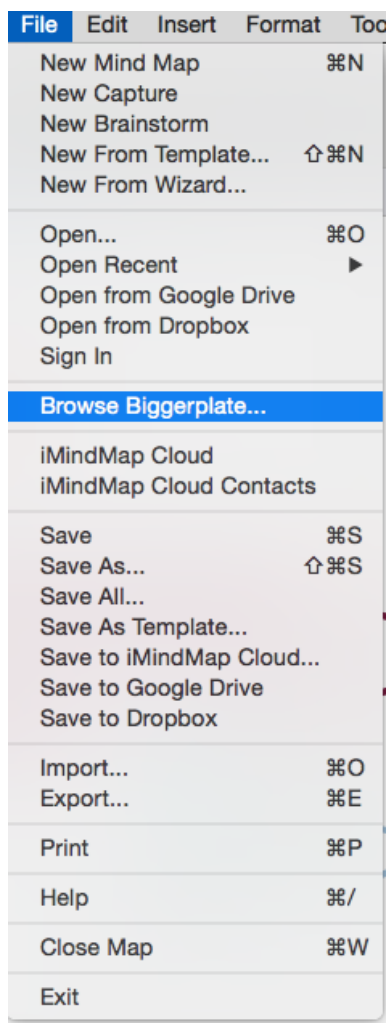 File Edit Insert Format Too
New Mind Map ⌘N
New Capture
New Brainstorm
New From Template... ⇧⌘N
New From Wizard...
Open... ⌘O
Open Recent ▶
Open from Google Drive
Open from Dropbox
Sign In
Browse Biggerplate...
iMindMap Cloud
iMindMap Cloud Contacts
Save ⌘S
Save As... ⇧⌘S
Save All...
Save As Template...
Save to iMindMap Cloud...
Save to Google Drive
Save to Dropbox
Import... ⌘O
Export... ⌘E
Print ⌘P
Help ⌘/
Close Map ⌘W
Exit